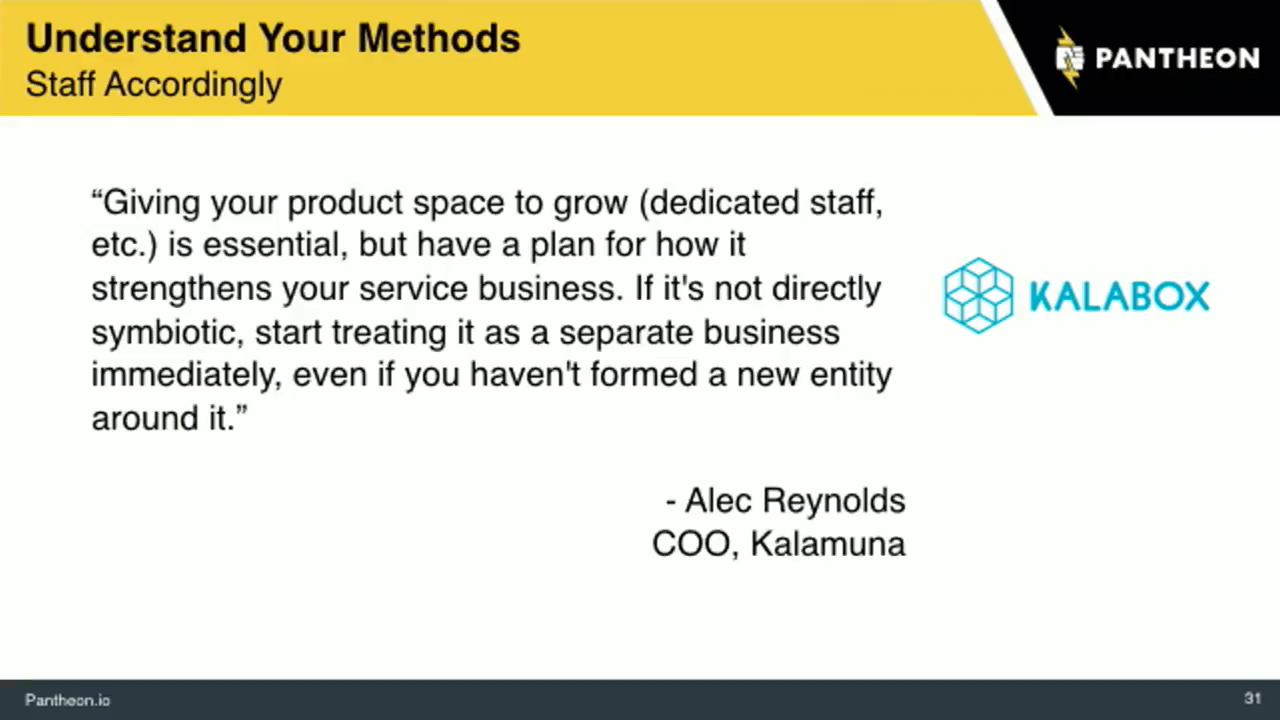 Understand Your Methods
Staff Accordingly
PANTHEON
“Giving your product space to grow (dedicated staff,
etc.) is essential, but have a plan for how it
strengthens your service business. If it's not directly
symbiotic, start treating it as a separate business
immediately, even if you haven't formed a new entity
around it.”
KALABOX
- Alec Reynolds
COO, Kalamuna
Pantheon.io
31